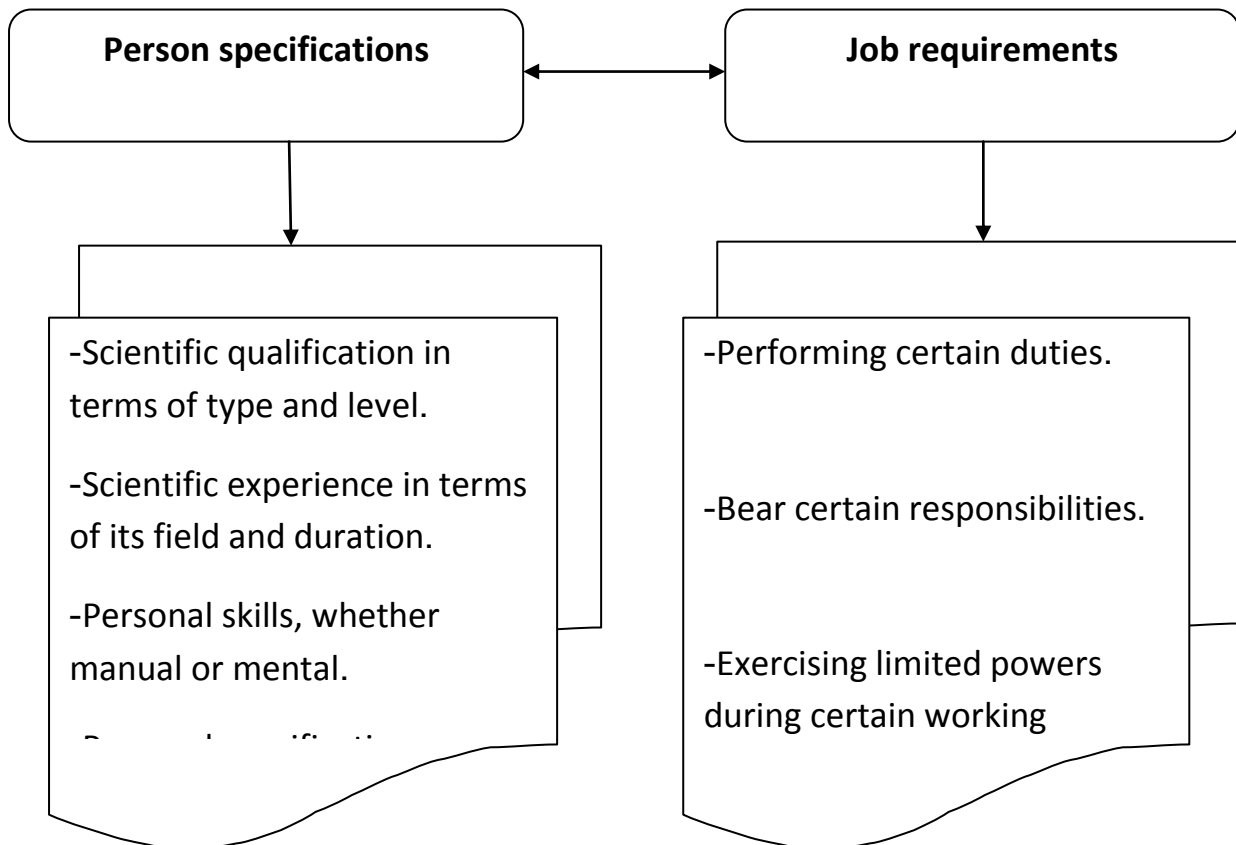 Person specifications
Job requirements
-Scientific qualification in
terms of type and level.
-Scientific experience in terms
of its field and duration.
-Personal skills, whether
manual or mental.
-Performing certain duties.
-Bear certain responsibilities.
-Exercising limited powers
during certain working